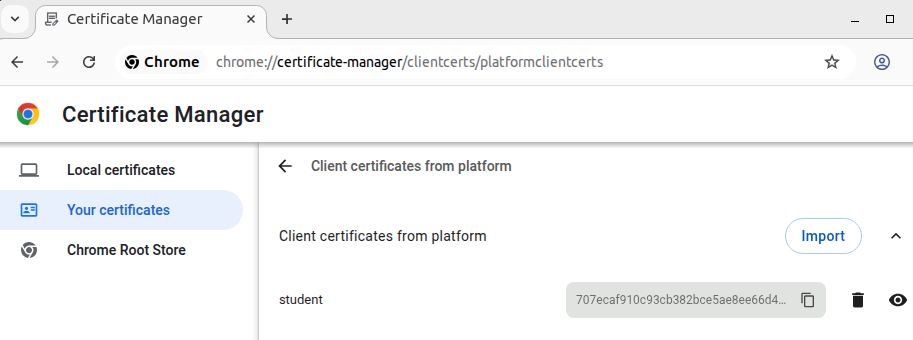 Certificate Manager
Chrome chrome://certificate-manager/clientcerts/platformclientcerts
Certificate Manager
Local certificates
Your certificates
Chrome Root Store
Client certificates from platform
Client certificates from platform Import
student 707ecaf910c93cb382bce5ae8ee66d4...